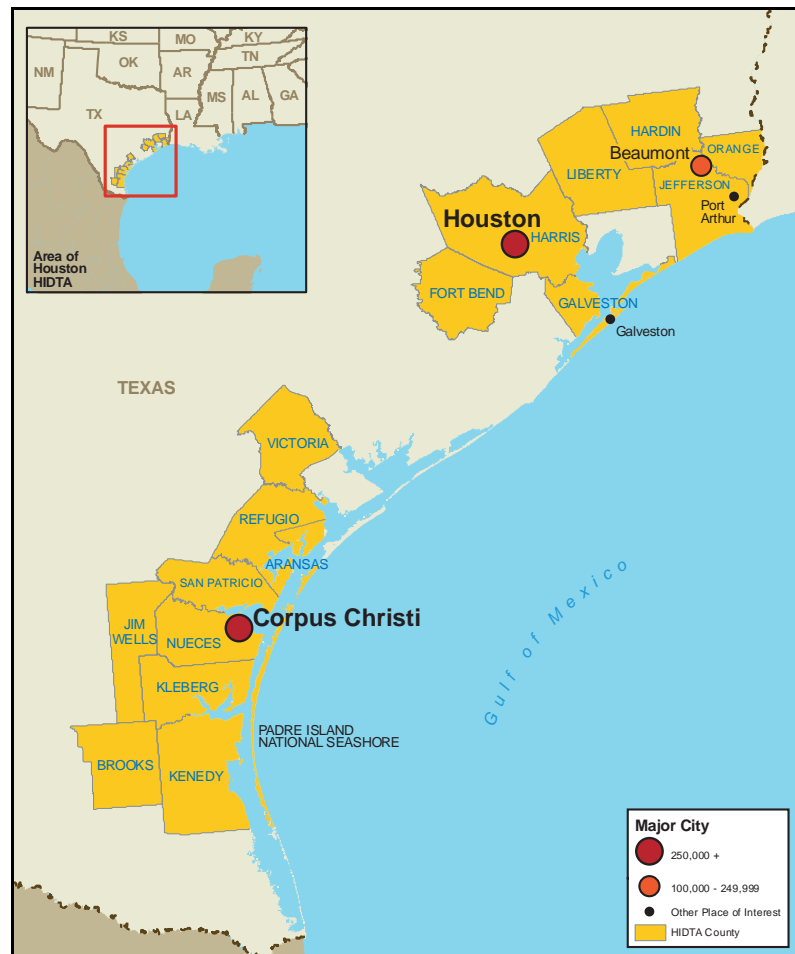 KS
MO
KY
OK
TN
NM
AR
MS
AL
GA
TX
LA
Area of
Houston
HIDTA
HARDIN
Beaumont
ORANGE
LIBERTY
JEFFERSON
Port
Arthur
Houston
HARRIS
FORT BEND
GALVESTON
Galveston
TEXAS
VICTORIA
REFUGIO
ARANSAS
SAN PATRICIO
Corpus Christi
JIM
WELLS
NUECES
KLEBERG
PADRE ISLAND
NATIONAL SEASHORE
BROOKS
KENEDY
Gulf of Mexico
Major City
250,000 +
100,000 - 249,999
Other Place of Interest
HIDTA County